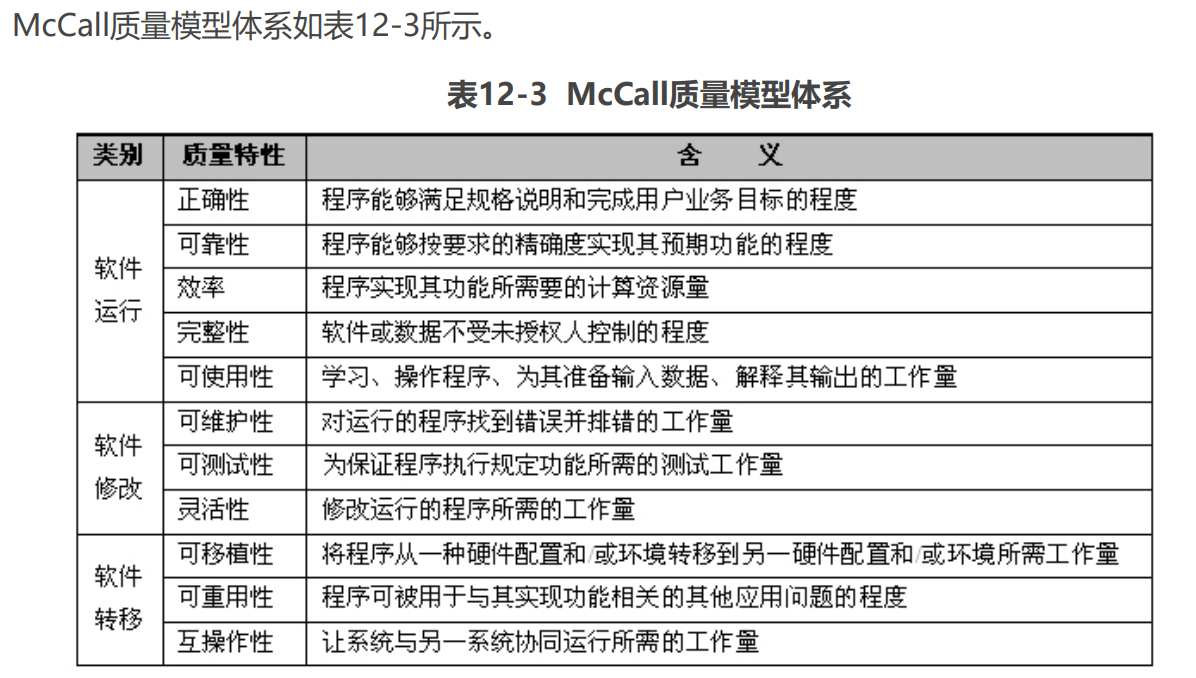 McCall质量模型体系如表12-3所示。
表12-3 McCall质量模型体系
类别 质量特性 含 义
软件运行 正确性 程序能够满足规格说明和完成用户业务目标的程度
可靠性 程序能够按要求的精确度实现其预期功能的程度
效率 程序实现其功能所需要的计算资源量
完整性 软件或数据不受未授权人控制的程度
可使用性 学习、操作程序、为其准备输入数据、解释其输出的工作量
软件修改 可维护性 对运行的程序找到错误并排错的工作量
可测试性 为保证程序执行规定功能所需的测试工作量
灵活性 修改运行的程序所需的工作量
软件转移 可移植性 将程序从一种硬件配置和/或环境转移到另一硬件配置和/或环境所需工作量
可重用性 程序可被用于与其实现功能相关的其他应用问题的程度
互操作性 让系统与另一系统协同运行所需的工作量